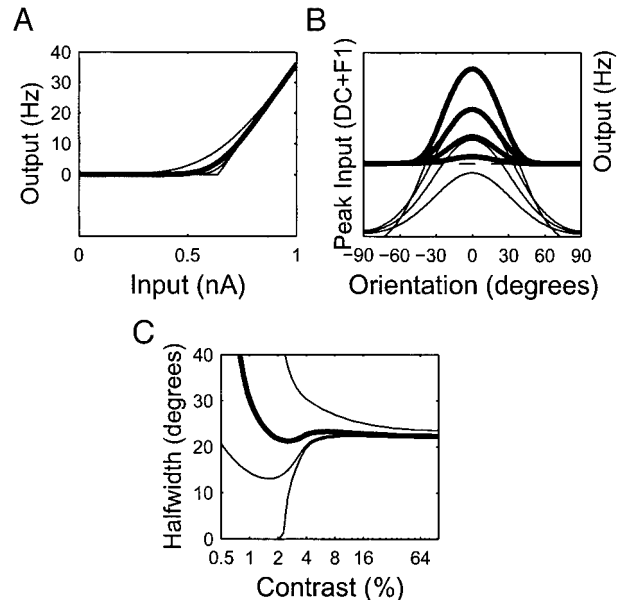 A
Output (Hz)
40
30
20
10
0
0
0.5
1
Input (nA)
B
Peak Input (DC+F1)
Output (Hz)
−90 −60 −30 0 30 60 90
Orientation (degrees)
C
Halfwidth (degrees)
40
30
20
10
0
0.5 1 2 4 8 16 64
Contrast (%)